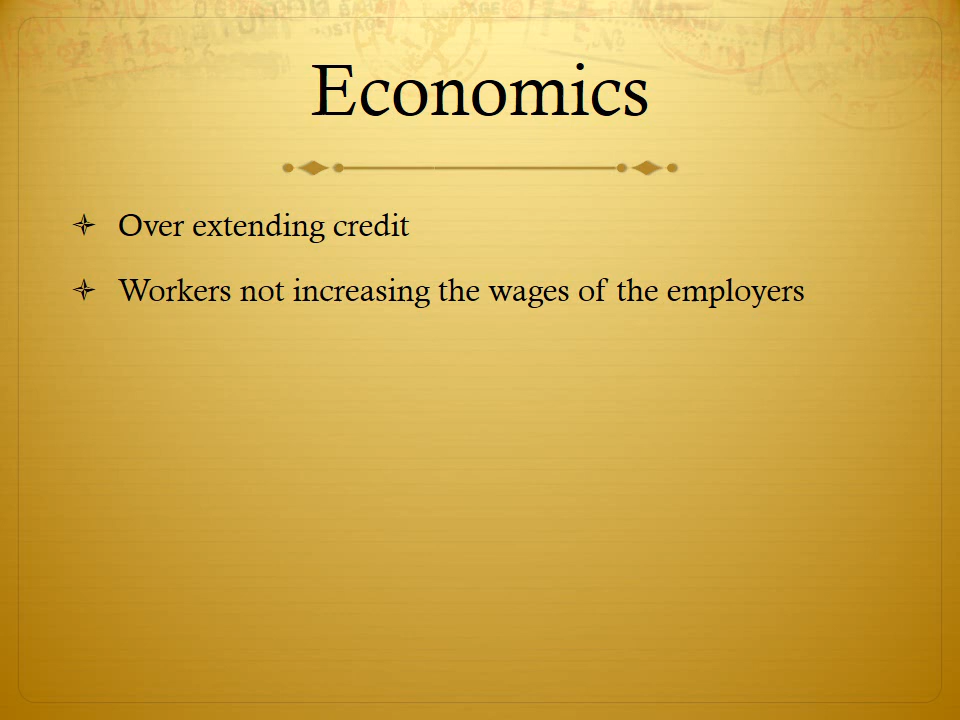 Economics
Over extending credit
Workers not increasing the wages of the employers